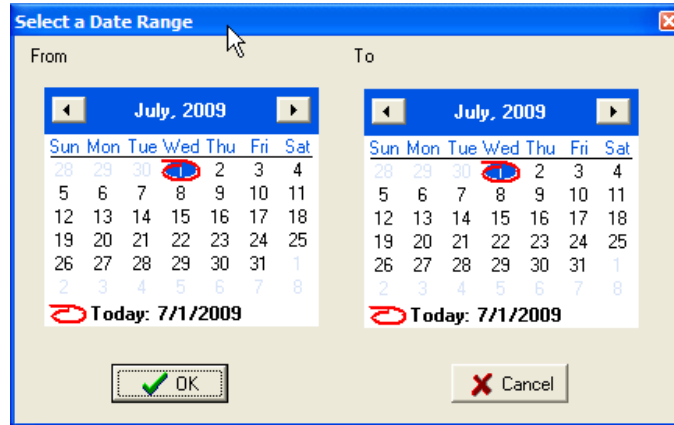 Select a Date Range
From To
July, 2009 July, 2009
Sun Mon Tue Wed Thu Fri Sat Sun Mon Tue Wed Thu Fri Sat
28 29 30 1 2 3 4 28 29 30 1 2 3 4
5 6 7 8 9 10 11 5 6 7 8 9 10 11
12 13 14 15 16 17 18 12 13 14 15 16 17 18
19 20 21 22 23 24 25 19 20 21 22 23 24 25
26 27 28 29 30 31 1 26 27 28 29 30 31 1
2 3 4 5 6 7 8 2 3 4 5 6 7 8
Today: 7/1/2009 Today: 7/1/2009
OK Cancel